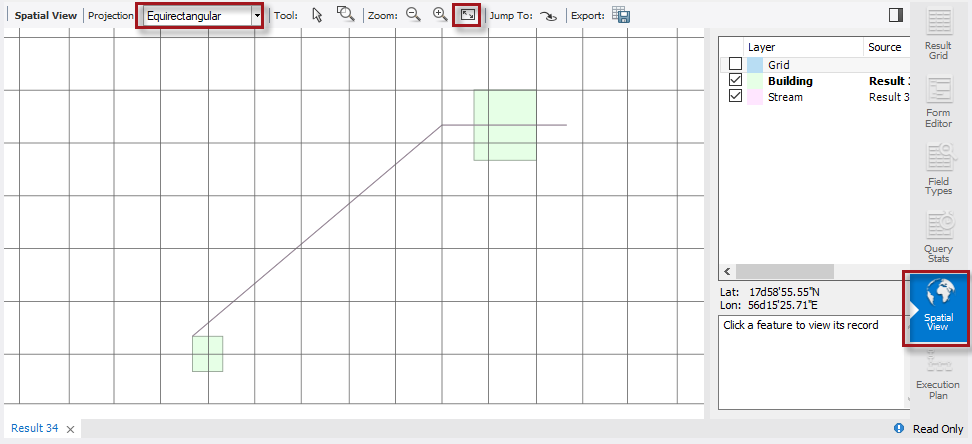 Spatial View Projection Equirectangular Tool: Zoom: Jump To: Export:
Layer Source
Grid
Building Result 3
Stream Result 3
Lat: 17d58'55.55"N
Lon: 56d15'25.71"E
Click a feature to view its record
Result
Grid
Form
Editor
Field
Types
Query
Stats
Spatial
View
Execution
Plan
Result 34
Read Only